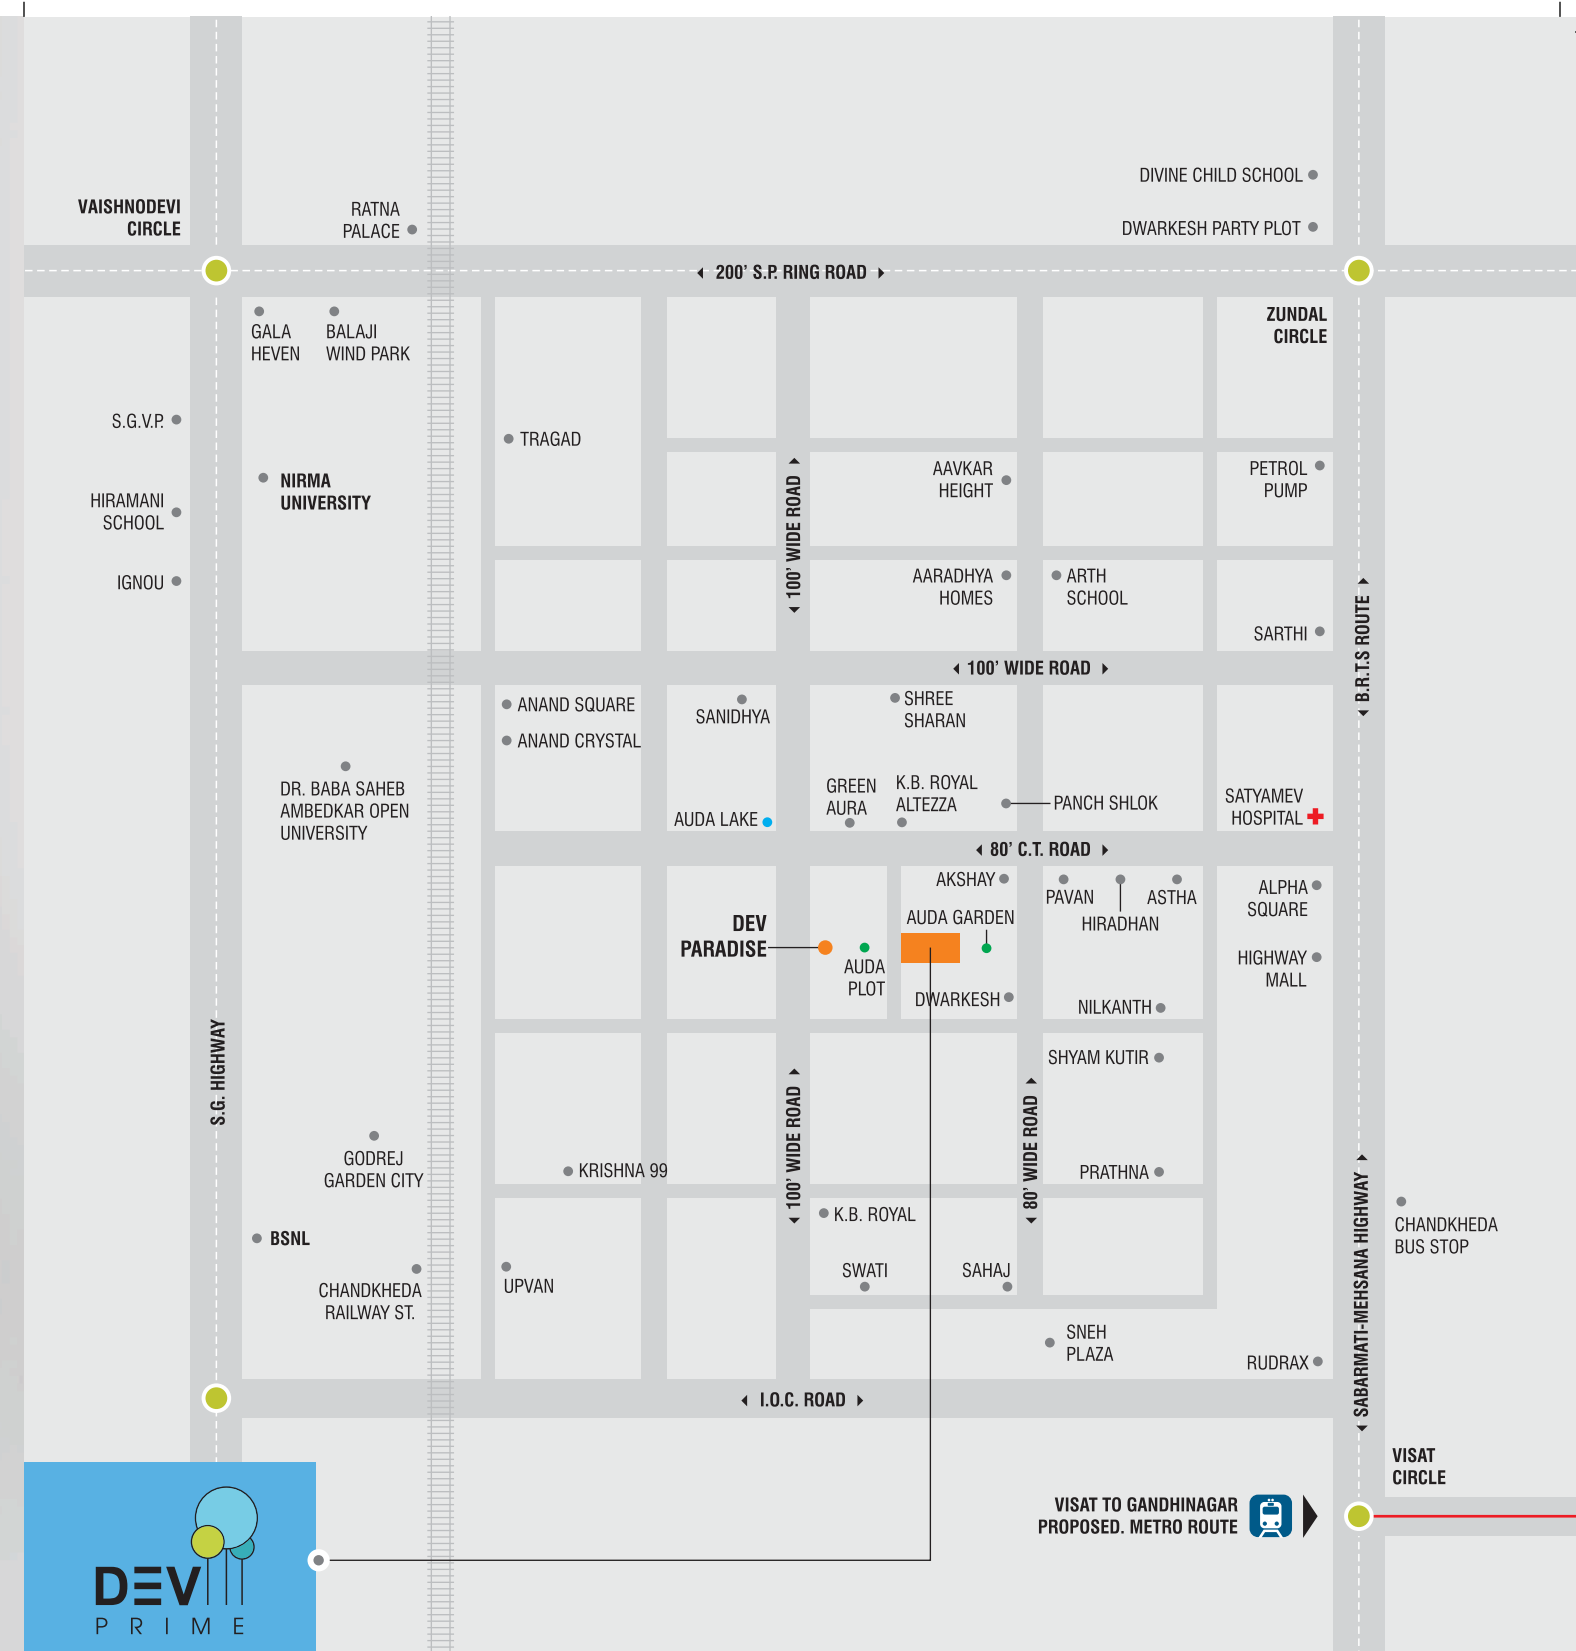 DIVINE CHILD SCHOOL
VAISHNODEVI
CIRCLE
RATNA
PALACE
DWARKESH PARTY PLOT
200' S.P. RING ROAD
GALA
HEVEN
BALAJI
WIND PARK
ZUNDAL
CIRCLE
S.G.V.P.
TRAGAD
NIRMA
UNIVERSITY
AAVKAR
HEIGHT
PETROL
PUMP
HIRAMANI
SCHOOL
100' WIDE ROAD
IGNOU
AARADHYA
HOMES
ARTH
SCHOOL
SARTHI
B.R.T.S ROUTE
100' WIDE ROAD
ANAND SQUARE
ANAND CRYSTAL
SANIDHYA
SHREE
SHARAN
DR. BABA SAHEB
AMBEDKAR OPEN
UNIVERSITY
GREEN
AURA
K.B. ROYAL
ALTEZZA
PANCH SHLOK
SATYAMEV
HOSPITAL
AUDA LAKE
80' C.T. ROAD
AKSHAY
PAVAN
HIRADHAN
ASTHA
ALPHA
SQUARE
DEV
PARADISE
AUDA GARDEN
AUDA
PLOT
HIGHWAY
MALL
DWARKESH
NILKANTH
S.G. HIGHWAY
SHYAM KUTIR
100' WIDE ROAD
80' WIDE ROAD
GODREJ
GARDEN CITY
KRISHNA 99
PRATHNA
K.B. ROYAL
BSNL
SABARMATI-MEHSANA HIGHWAY
CHANDKHEDA
BUS STOP
CHANDKHEDA
RAILWAY ST.
UPVAN
SWATI
SAHAJ
SNEH
PLAZA
RUDRAX
I.O.C. ROAD
VISAT
CIRCLE
VISAT TO GANDHINAGAR
PROPOSED. METRO ROUTE
DEV
PRIME